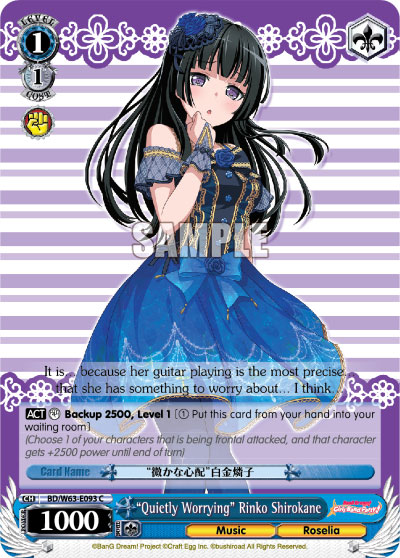 LEVEL
1
1
COST
SAMPLE
It is... because her guitar playing is the most precise
that she has something to worry about... I think.
ACT Backup 2500, Level 1 [① Put this card from your hand into your
waiting room]
(Choose 1 of your characters that is being frontal attacked, and that character
gets +2500 power until end of turn)
Card Name
“微かな心配”白金燐子
CH
BD/W63-E093 C
POWER
1000
“Quietly Worrying” Rinko Shirokane
Music
Roselia
©BanG Dream! Project ©Craft Egg Inc. ©bushiroad All Rights Reserved.